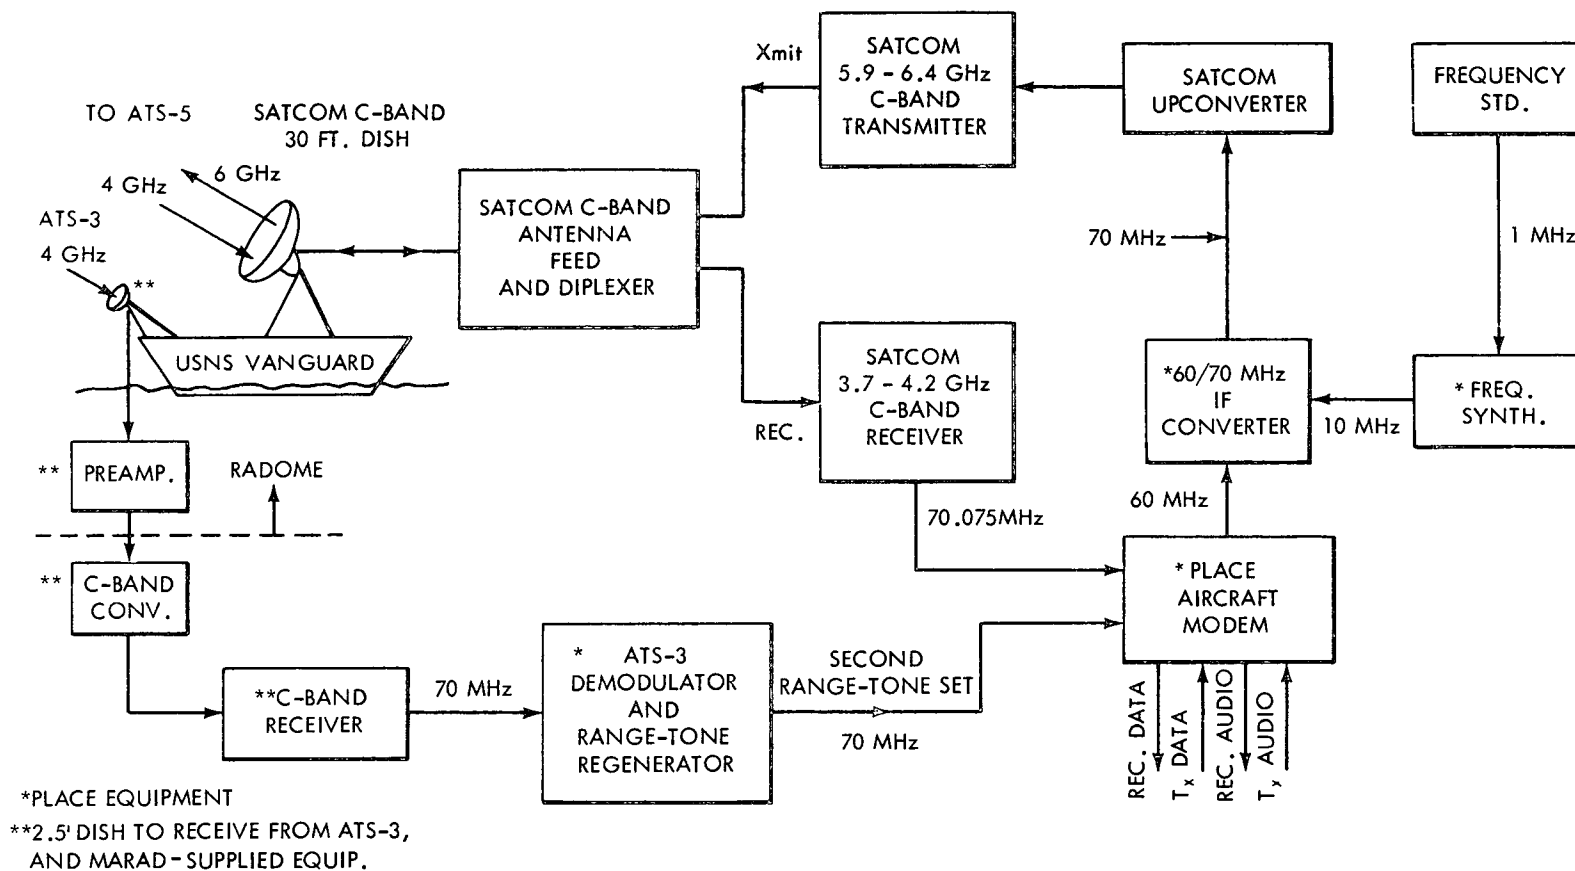 TO ATS-5
SATCOM C-BAND
30 FT. DISH
6 GHz
4 GHz
ATS-3
4 GHz
**
USNS VANGUARD
** PREAMP.
RADOME
** C-BAND
CONV.
**C-BAND
RECEIVER
70 MHz
* ATS-3
DEMODULATOR
AND
RANGE-TONE
REGENERATOR
SECOND
RANGE-TONE SET
70 MHz
SATCOM C-BAND
ANTENNA
FEED
AND DIPLEXER
Xmit
SATCOM
5.9 - 6.4 GHz
C-BAND
TRANSMITTER
REC.
SATCOM
3.7 - 4.2 GHz
C-BAND
RECEIVER
70.075MHz
SATCOM
UPCONVERTER
70 MHz
*60/70 MHz
IF
CONVERTER
60 MHz
FREQUENCY
STD.
1 MHz
* FREQ.
SYNTH.
10 MHz
* PLACE
AIRCRAFT
MODEM
REC. DATA
Tx DATA
REC. AUDIO
Tx AUDIO
*PLACE EQUIPMENT
**2.5' DISH TO RECEIVE FROM ATS-3,
AND MARAD-SUPPLIED EQUIP.